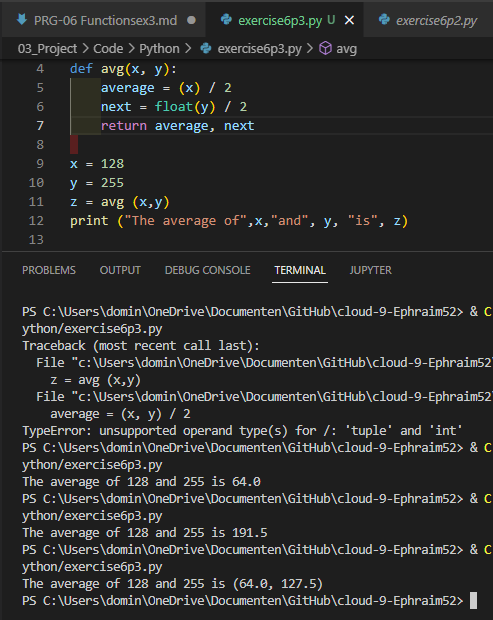 PRG-06 Functionsex3.md ● exercise6p3.py U × exercise6p2.py
03_Project > Code > Python > exercise6p3.py > avg
4 def avg(x, y):
5 average = (x) / 2
6 next = float(y) / 2
7 return average, next
8
9 x = 128
10 y = 255
11 z = avg (x,y)
12 print ("The average of",x,"and", y, "is", z)
13
PROBLEMS OUTPUT DEBUG CONSOLE TERMINAL JUPYTER
PS C:\Users\domin\OneDrive\Documenten\GitHub\cloud-9-Ephraim52> & C
ython/exercise6p3.py
Traceback (most recent call last):
File "c:\Users\domin\OneDrive\Documenten\GitHub\cloud-9-Ephraim52\
z = avg (x,y)
File "c:\Users\domin\OneDrive\Documenten\GitHub\cloud-9-Ephraim52\
average = (x, y) / 2
TypeError: unsupported operand type(s) for /: 'tuple' and 'int'
PS C:\Users\domin\OneDrive\Documenten\GitHub\cloud-9-Ephraim52> & C
ython/exercise6p3.py
The average of 128 and 255 is 64.0
PS C:\Users\domin\OneDrive\Documenten\GitHub\cloud-9-Ephraim52> & C
ython/exercise6p3.py
The average of 128 and 255 is 191.5
PS C:\Users\domin\OneDrive\Documenten\GitHub\cloud-9-Ephraim52> & C
ython/exercise6p3.py
The average of 128 and 255 is (64.0, 127.5)
PS C:\Users\domin\OneDrive\Documenten\GitHub\cloud-9-Ephraim52>